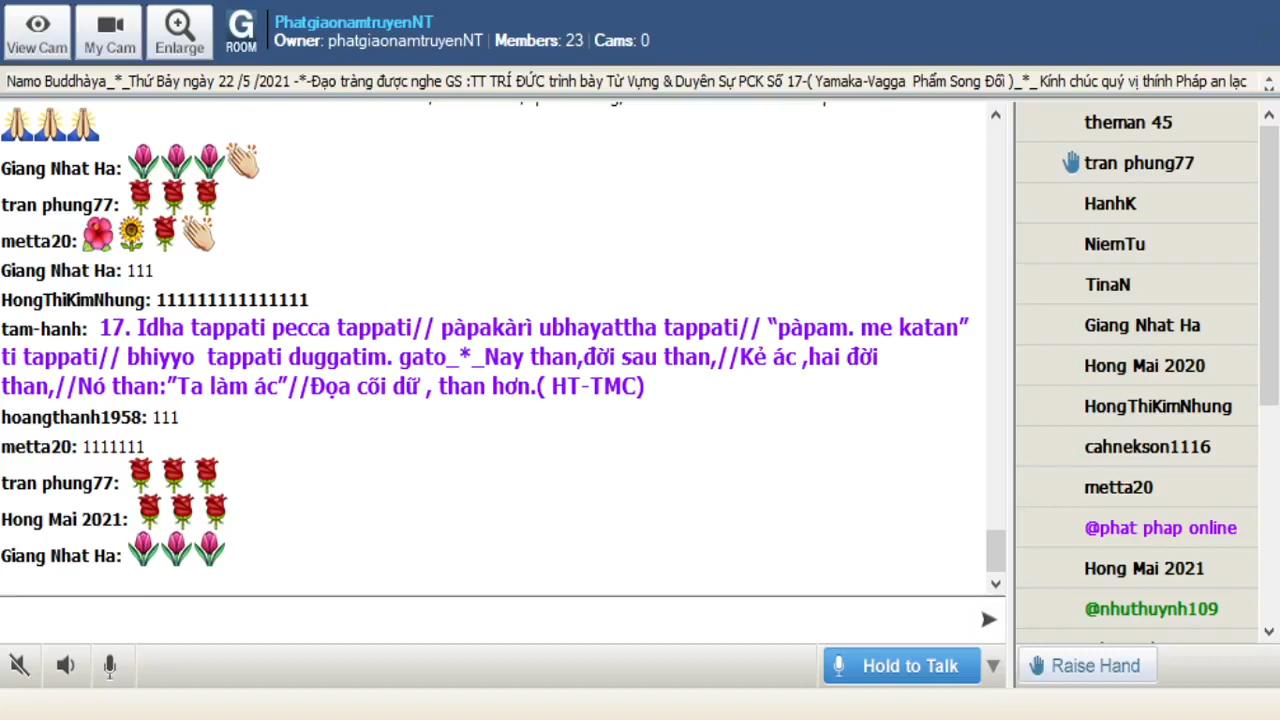 View Cam
My Cam
Enlarge
G
ROOM
PhatgiaonamtruyenNT
Owner: phatgiaonamtruyenNT | Members: 23 | Cams: 0
Namo Buddhàya_*_Thứ Bảy ngày 22 /5 /2021 -*-Đạo tràng được nghe GS :TT TRÍ ĐỨC trình bày Từ Vựng & Duyên Sự PCK Số 17-( Yamaka-Vagga Phẩm Song Đối )_*_ Kính chúc quý vị thính Pháp an lạc
Giang Nhat Ha:
tran phung77:
metta20:
Giang Nhat Ha: 111
HongThiKimNhung: 111111111111111
tam-hanh: 17. Idha tappati pecca tappati// pàpakàrì ubhayattha tappati// “pàpam. me katan”
ti tappati// bhiyyo tappati duggatim. gato_*_Nay than,đời sau than,//Kẻ ác ,hai đời
than,//Nó than:”Ta làm ác”//Đọa cõi dữ , than hơn.( HT-TMC)
hoangthanh1958: 111
metta20: 1111111
tran phung77:
Hong Mai 2021:
Giang Nhat Ha:
theman 45
tran phung77
HanhK
NiemTu
TinaN
Giang Nhat Ha
Hong Mai 2020
HongThiKimNhung
cahnekson1116
metta20
@phat phap online
Hong Mai 2021
@nhuthuynh109
Hold to Talk
Raise Hand